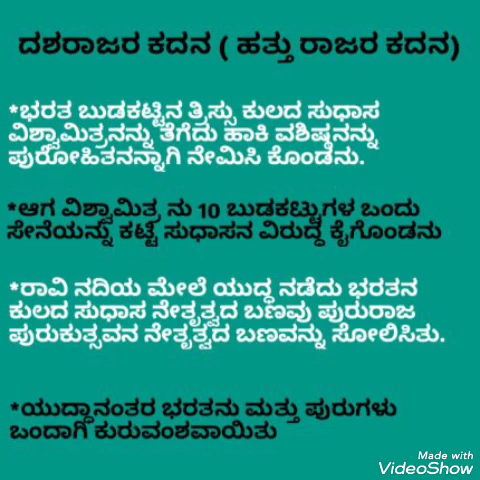 ದಶರಾಜರ ಕದನ ( ಹತ್ತು ರಾಜರ ಕದನ)
*ಭರತ ಬುಡಕಟ್ಟಿನ ತ್ರಿಸ್ಸು ಕುಲದ ಸುಧಾಸ
ವಿಶ್ವಾಮಿತ್ರನನ್ನು ತೆಗೆದು ಹಾಕಿ ವಶಿಷ್ಠನನ್ನು
ಪುರೋಹಿತನನ್ನಾಗಿ ನೇಮಿಸಿ ಕೊಂಡನು.
*ಆಗ ವಿಶ್ವಾಮಿತ್ರ ನು 10 ಬುಡಕಟ್ಟುಗಳ ಒಂದು
ಸೇನೆಯನ್ನು ಕಟ್ಟಿ ಸುಧಾಸನ ವಿರುದ್ಧ ಕೈಗೊಂಡನು
*ರಾವಿ ನದಿಯ ಮೇಲೆ ಯುದ್ಧ ನಡೆದು ಭರತನ
ಕುಲದ ಸುಧಾಸ ನೇತೃತ್ವದ ಬಣವು ಪುರುರಾಜ
ಪುರುಕುತ್ಸವನ ನೇತೃತ್ವದ ಬಣವನ್ನು ಸೋಲಿಸಿತು.
*ಯುದ್ಧಾನಂತರ ಭರತನು ಮತ್ತು ಪುರುಗಳು
ಒಂದಾಗಿ ಕುರುವಂಶವಾಯಿತು
Made with
VideoShow